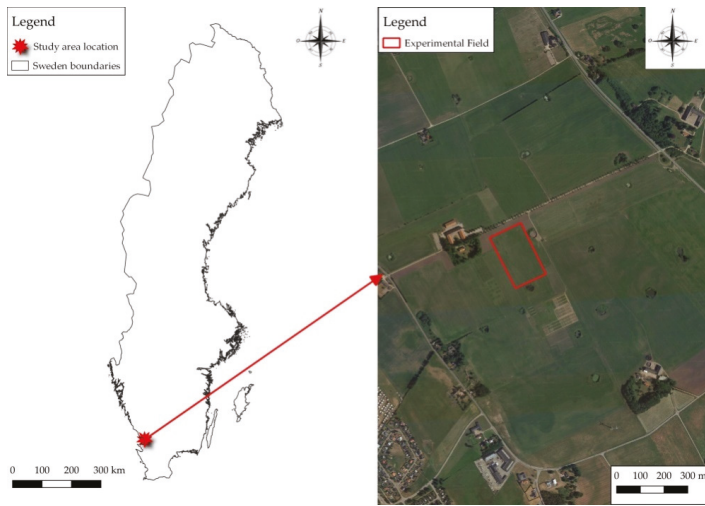 Legend
Study area location
Sweden boundaries
N
W
E
S
0 100 200 300 km
Legend
Experimental Field
N
W
E
S
0 100 200 300 m